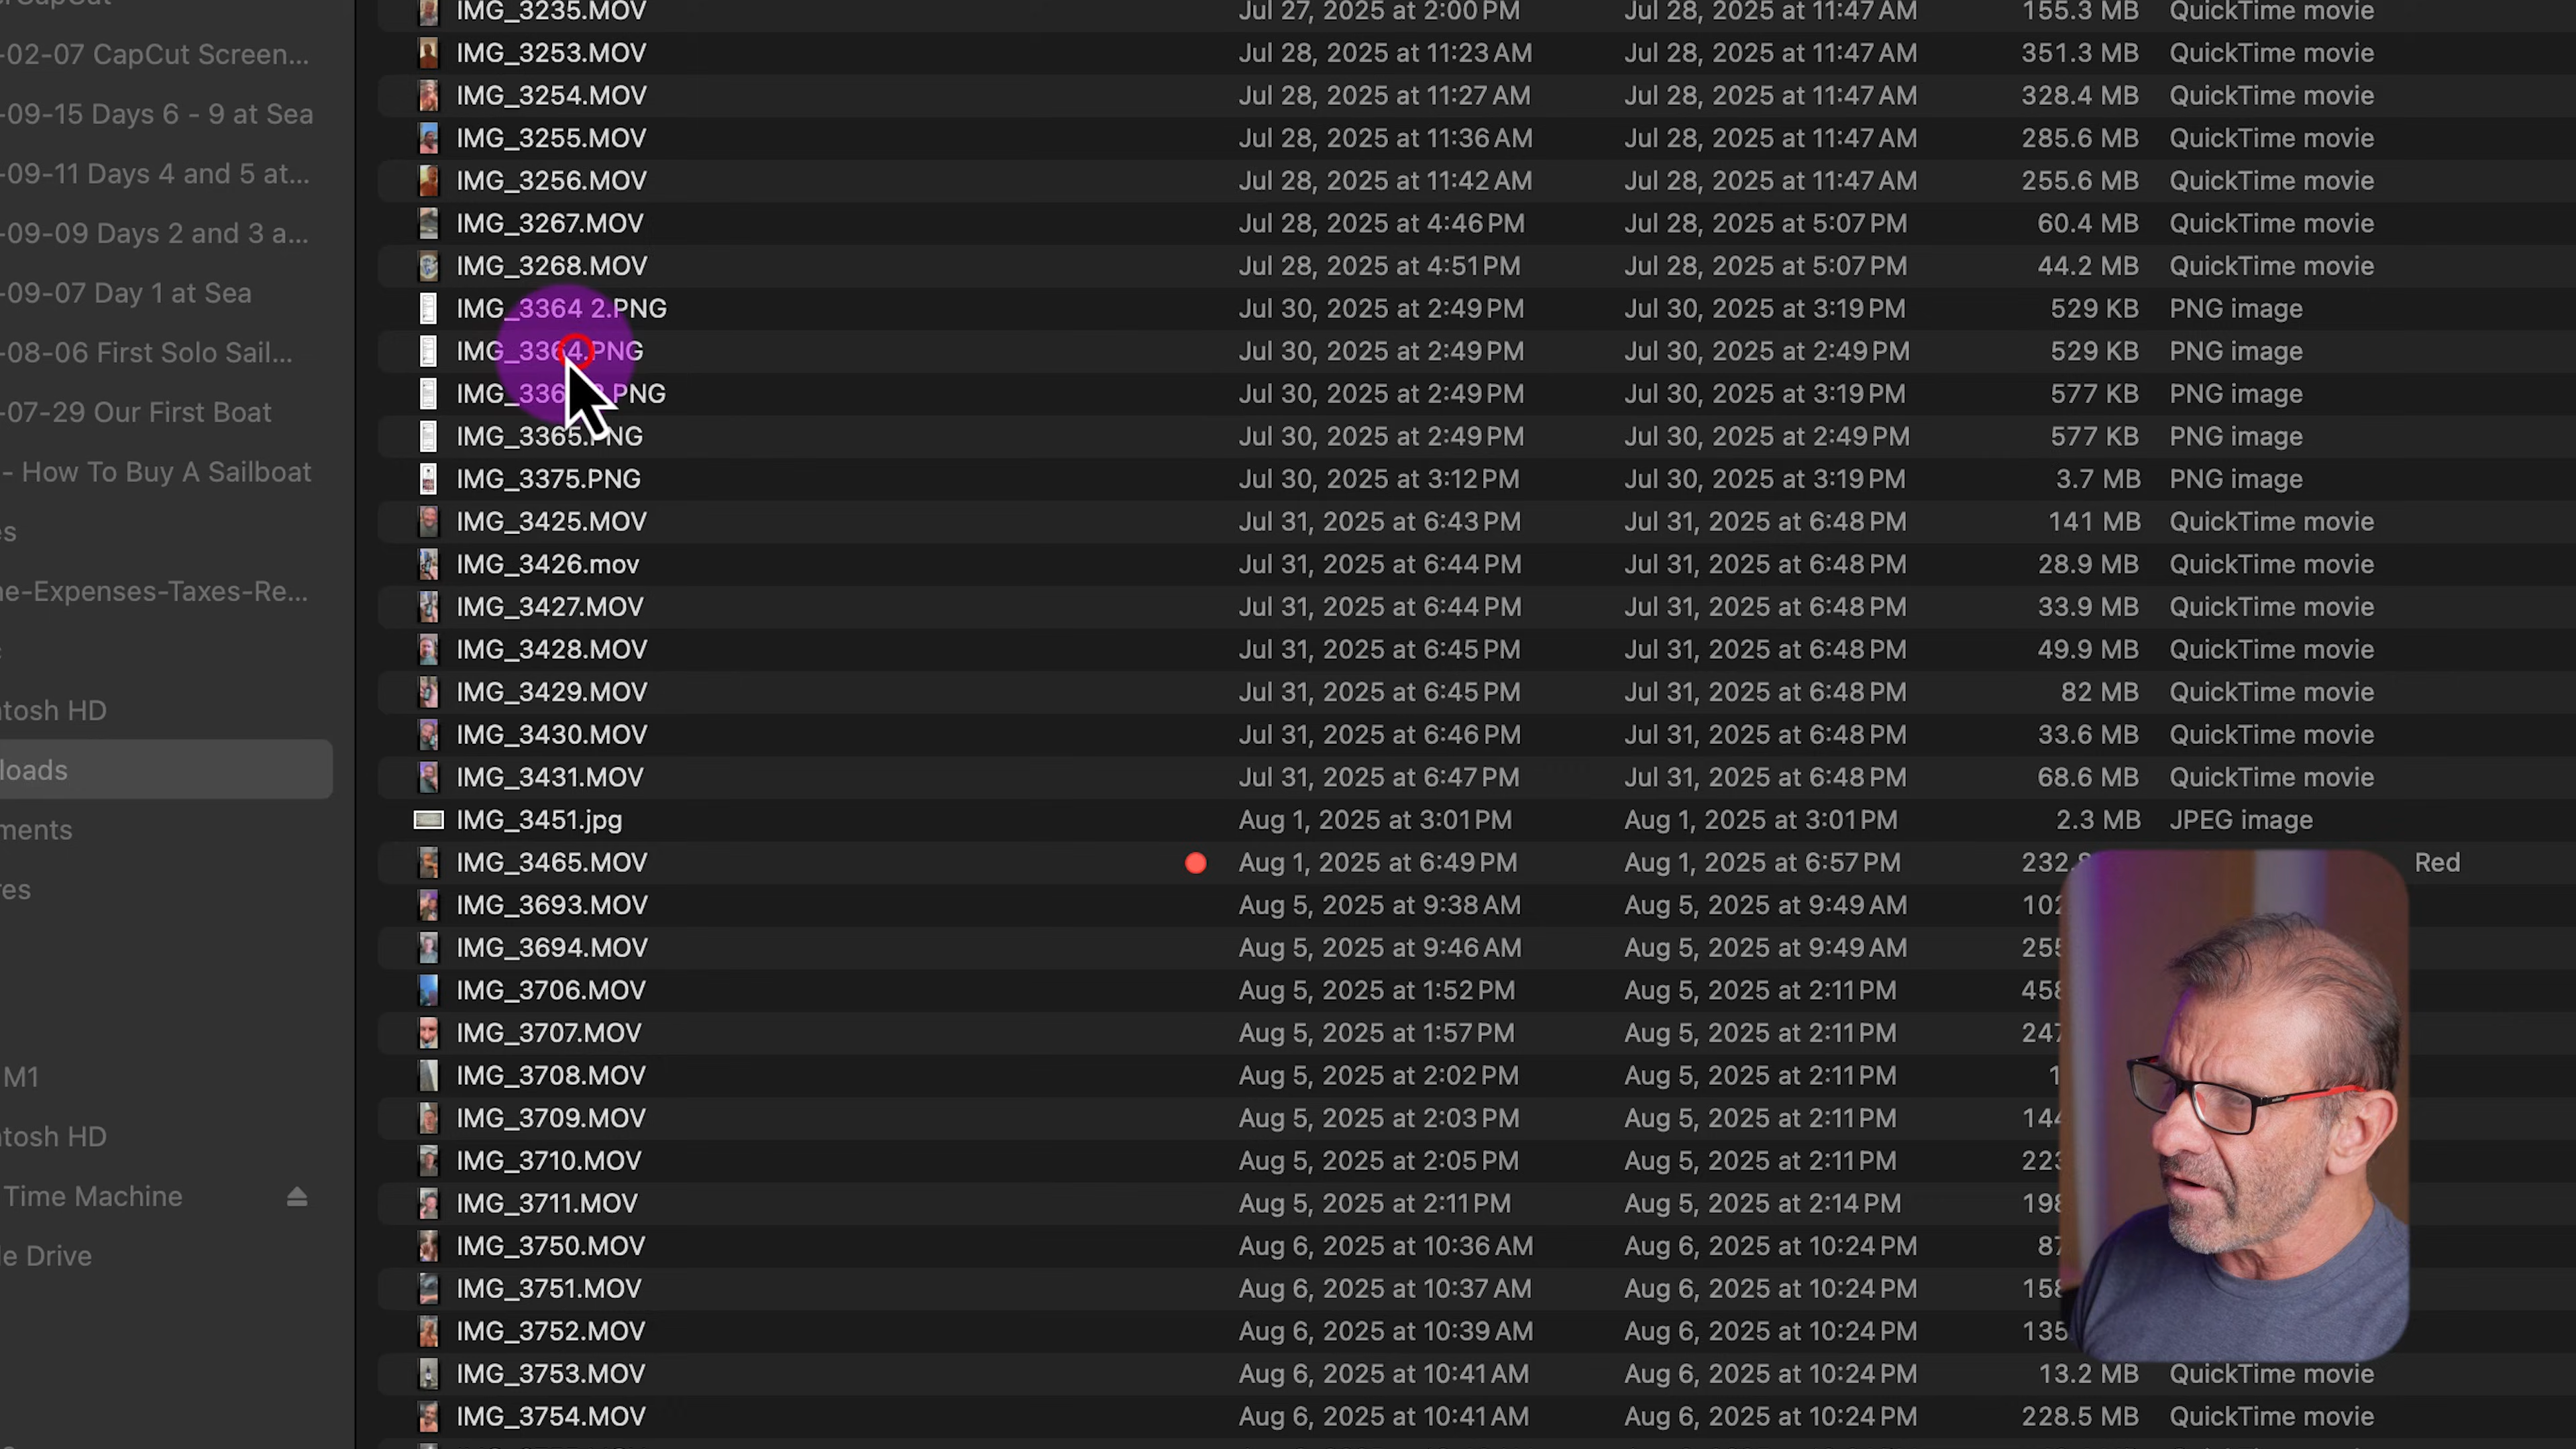 IMG_3235.MOV Jul 27, 2025 at 2:00 PM Jul 28, 2025 at 11:47 AM 155.3 MB QuickTime movie
-02-07 CapCut Screen... IMG_3253.MOV Jul 28, 2025 at 11:23 AM Jul 28, 2025 at 11:47 AM 351.3 MB QuickTime movie
IMG_3254.MOV Jul 28, 2025 at 11:27 AM Jul 28, 2025 at 11:47 AM 328.4 MB QuickTime movie
-09-15 Days 6 - 9 at Sea IMG_3255.MOV Jul 28, 2025 at 11:36 AM Jul 28, 2025 at 11:47 AM 285.6 MB QuickTime movie
-09-11 Days 4 and 5 at... IMG_3256.MOV Jul 28, 2025 at 11:42 AM Jul 28, 2025 at 11:47 AM 255.6 MB QuickTime movie
-09-09 Days 2 and 3 a... IMG_3267.MOV Jul 28, 2025 at 4:46 PM Jul 28, 2025 at 5:07 PM 60.4 MB QuickTime movie
IMG_3268.MOV Jul 28, 2025 at 4:51 PM Jul 28, 2025 at 5:07 PM 44.2 MB QuickTime movie
-09-07 Day 1 at Sea IMG_3364 2.PNG Jul 30, 2025 at 2:49 PM Jul 30, 2025 at 3:19 PM 529 KB PNG image
-08-06 First Solo Sail... IMG_3364.PNG Jul 30, 2025 at 2:49 PM Jul 30, 2025 at 2:49 PM 529 KB PNG image
-07-29 Our First Boat .PNG Jul 30, 2025 at 2:49 PM Jul 30, 2025 at 3:19 PM 577 KB PNG image
IMG_3365.PNG Jul 30, 2025 at 2:49 PM Jul 30, 2025 at 2:49 PM 577 KB PNG image
- How To Buy A Sailboat IMG_3375.PNG Jul 30, 2025 at 3:12 PM Jul 30, 2025 at 3:19 PM 3.7 MB PNG image
es IMG_3425.MOV Jul 31, 2025 at 6:43 PM Jul 31, 2025 at 6:48 PM 141 MB QuickTime movie
IMG_3426.mov Jul 31, 2025 at 6:44 PM Jul 31, 2025 at 6:48 PM 28.9 MB QuickTime movie
ne-Expenses-Taxes-Re... IMG_3427.MOV Jul 31, 2025 at 6:44 PM Jul 31, 2025 at 6:48 PM 33.9 MB QuickTime movie
IMG_3428.MOV Jul 31, 2025 at 6:45 PM Jul 31, 2025 at 6:48 PM 49.9 MB QuickTime movie
IMG_3429.MOV Jul 31, 2025 at 6:45 PM Jul 31, 2025 at 6:48 PM 82 MB QuickTime movie
ntosh HD IMG_3430.MOV Jul 31, 2025 at 6:46 PM Jul 31, 2025 at 6:48 PM 33.6 MB QuickTime movie
loads IMG_3431.MOV Jul 31, 2025 at 6:47 PM Jul 31, 2025 at 6:48 PM 68.6 MB QuickTime movie
ments IMG_3451.jpg Aug 1, 2025 at 3:01 PM Aug 1, 2025 at 3:01 PM 2.3 MB JPEG image
res IMG_3465.MOV Aug 1, 2025 at 6:49 PM Aug 1, 2025 at 6:57 PM 232. Red
IMG_3693.MOV Aug 5, 2025 at 9:38 AM Aug 5, 2025 at 9:49 AM 102
IMG_3694.MOV Aug 5, 2025 at 9:46 AM Aug 5, 2025 at 9:49 AM 255
IMG_3706.MOV Aug 5, 2025 at 1:52 PM Aug 5, 2025 at 2:11 PM 458
IMG_3707.MOV Aug 5, 2025 at 1:57 PM Aug 5, 2025 at 2:11 PM 247
M1 IMG_3708.MOV Aug 5, 2025 at 2:02 PM Aug 5, 2025 at 2:11 PM 1
ntosh HD IMG_3709.MOV Aug 5, 2025 at 2:03 PM Aug 5, 2025 at 2:11 PM 144
IMG_3710.MOV Aug 5, 2025 at 2:05 PM Aug 5, 2025 at 2:11 PM 223
Time Machine IMG_3711.MOV Aug 5, 2025 at 2:11 PM Aug 5, 2025 at 2:14 PM 198
le Drive IMG_3750.MOV Aug 6, 2025 at 10:36 AM Aug 6, 2025 at 10:24 PM 87
IMG_3751.MOV Aug 6, 2025 at 10:37 AM Aug 6, 2025 at 10:24 PM 158
IMG_3752.MOV Aug 6, 2025 at 10:39 AM Aug 6, 2025 at 10:24 PM 135
IMG_3753.MOV Aug 6, 2025 at 10:41 AM Aug 6, 2025 at 10:24 PM 13.2 MB QuickTime movie
IMG_3754.MOV Aug 6, 2025 at 10:41 AM Aug 6, 2025 at 10:24 PM 228.5 MB QuickTime movie